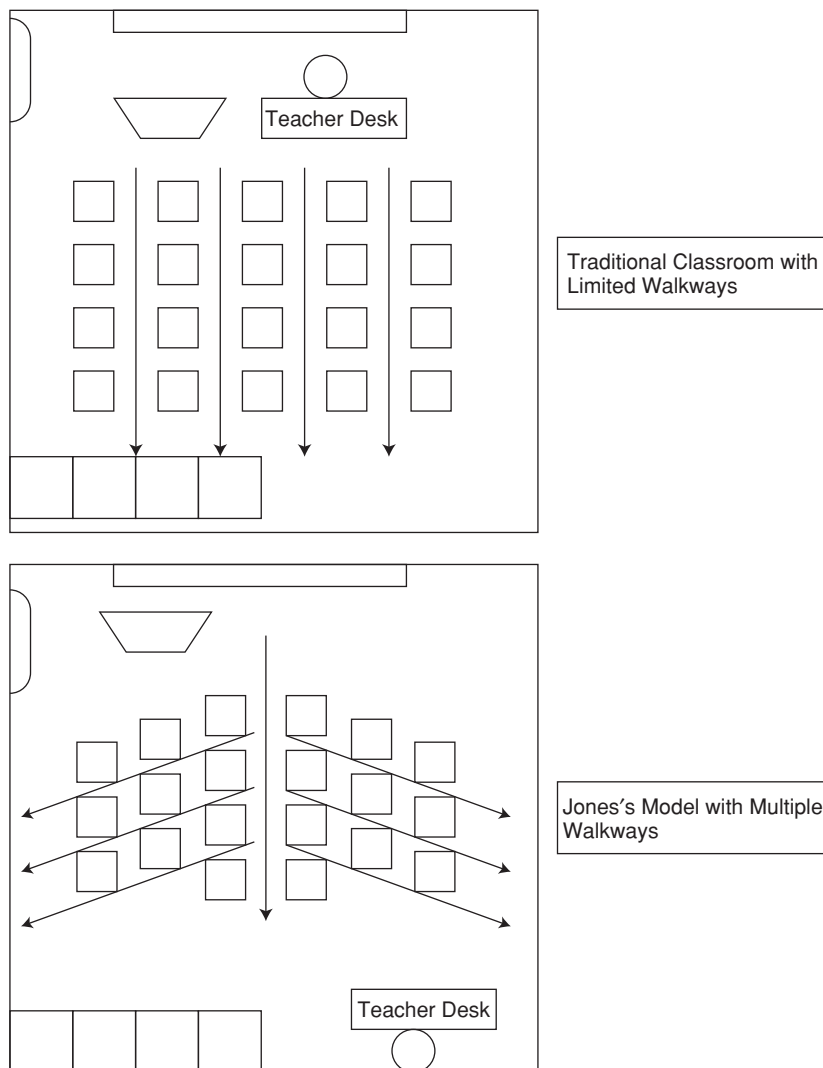 Teacher Desk
Traditional Classroom with
Limited Walkways
Jones′s Model with Multiple
Walkways
Teacher Desk